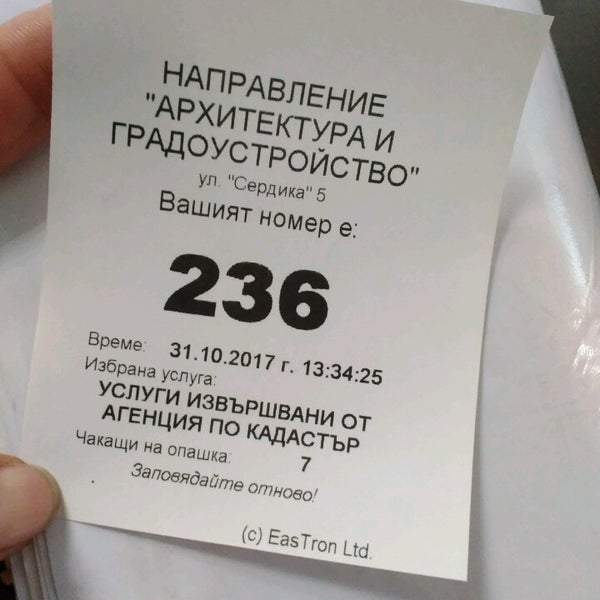 НАПРАВЛЕНИЕ
"АРХИТЕКТУРА И
ГРАДОУСТРОЙСТВО"
ул. "Сердика" 5
Вашият номер е:
236
Време: 31.10.2017 г. 13:34:25
Избрана услуга:
УСЛУГИ ИЗВЪРШВАНИ ОТ
АГЕНЦИЯ ПО КАДАСТЪР
Чакащи на опашка: 7
Заповядайте отново!
(c) EasTron Ltd.